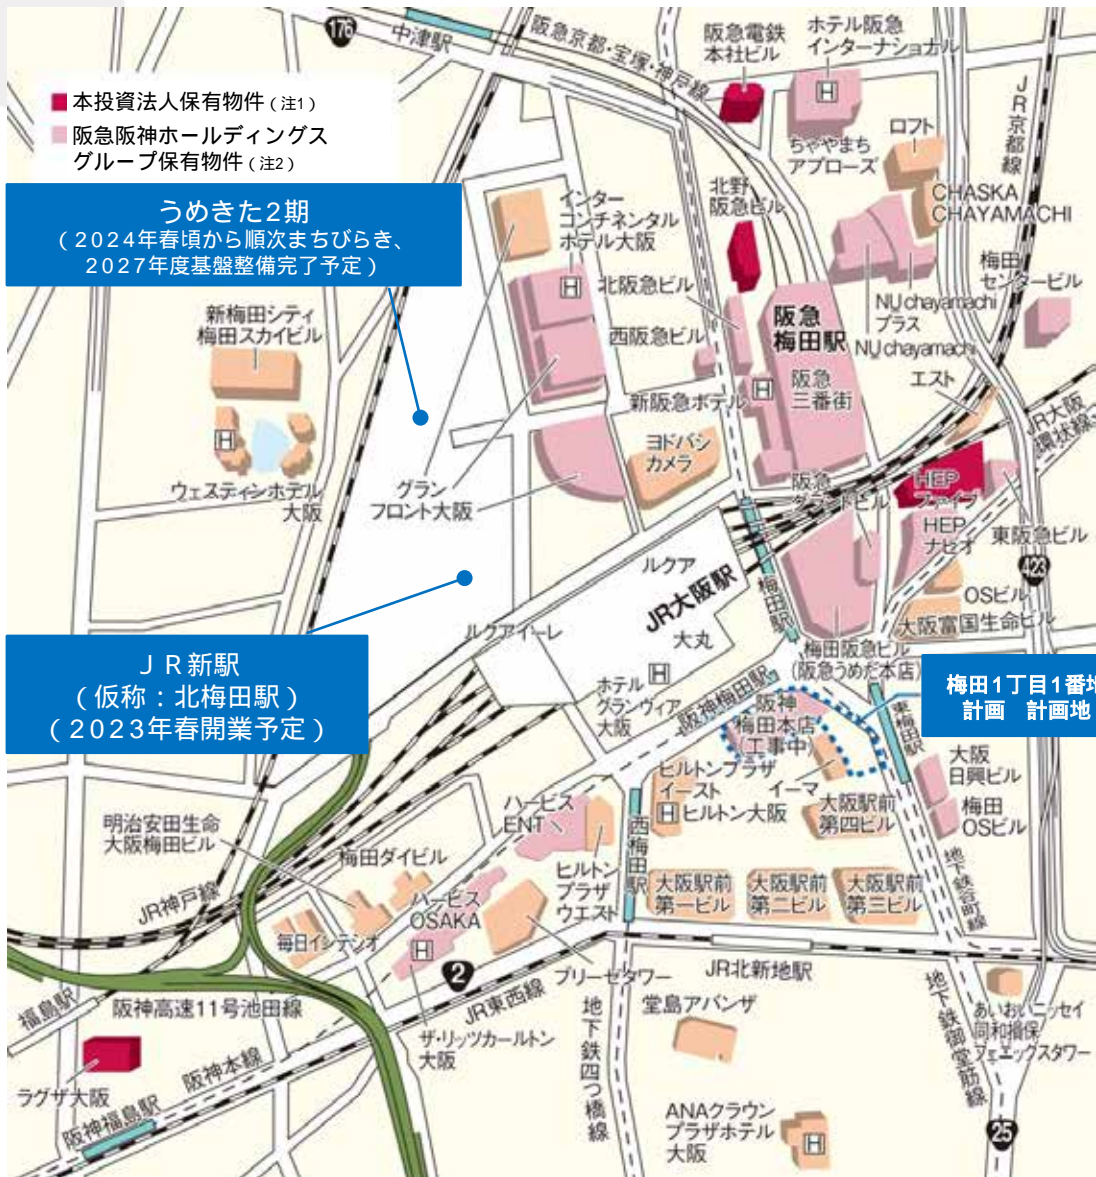 176
中津駅
阪急京都・宝塚・神戸線
阪急電鉄
本社ビル
ホテル阪急
インターナショナル
本投資法人保有物件(注1)
阪急阪神ホールディングス
グループ保有物件(注2)
JR京都線
ロフト
ちゃやまち
アプローズ
CHASKA
CHAYAMACHI
うめきた2期
(2024年春頃から順次まちびらき、
2027年度基盤整備完了予定)
インター
コンチネンタル
ホテル大阪
北野
阪急ビル
梅田
センタービル
北阪急ビル
NU chayamachi
プラス
新梅田シティ
梅田スカイビル
西阪急ビル
阪急
梅田駅
NU chayamachi
エスト
阪急
三番街
新阪急ホテル
JR大阪
環状線
ヨドバシ
カメラ
ウェスティンホテル
大阪
グラン
フロント大阪
阪急
グランドビル
HEP
ファイブ
HEP
ナビオ
東阪急ビル
423
ルクア
JR大阪駅
梅田駅
OSビル
大阪富国生命ビル
ルクアイーレ
大丸
梅田阪急ビル
(阪急うめだ本店)
JR新駅
(仮称:北梅田駅)
(2023年春開業予定)
ホテル
グランヴィア
大阪
阪神梅田駅
阪神
梅田本店
(工事中)
梅田1丁目1番地
計画 計画地
東梅田駅
ヒルトンプラザ
イースト
イーマ
大阪
日興ビル
ハービス
ENT
ヒルトン大阪
大阪駅前
第四ビル
梅田
OSビル
明治安田生命
大阪梅田ビル
梅田ダイビル
西梅田駅
ヒルトン
プラザ
ウエスト
大阪駅前
第一ビル
大阪駅前
第二ビル
大阪駅前
第三ビル
地下鉄谷町線
JR神戸線
ハービス
OSAKA
毎日インテシオ
2
ブリーゼタワー
JR北新地駅
福島駅
阪神高速11号池田線
JR東西線
堂島アバンザ
地下鉄御堂筋線
あいおいニッセイ
同和損保
フェニックスタワー
ザ・リッツカールトン
大阪
地下鉄四つ橋線
ラグザ大阪
阪神本線
阪神福島駅
ANAクラウン
プラザホテル
大阪
25
H
H
H
H
H
H
H
H